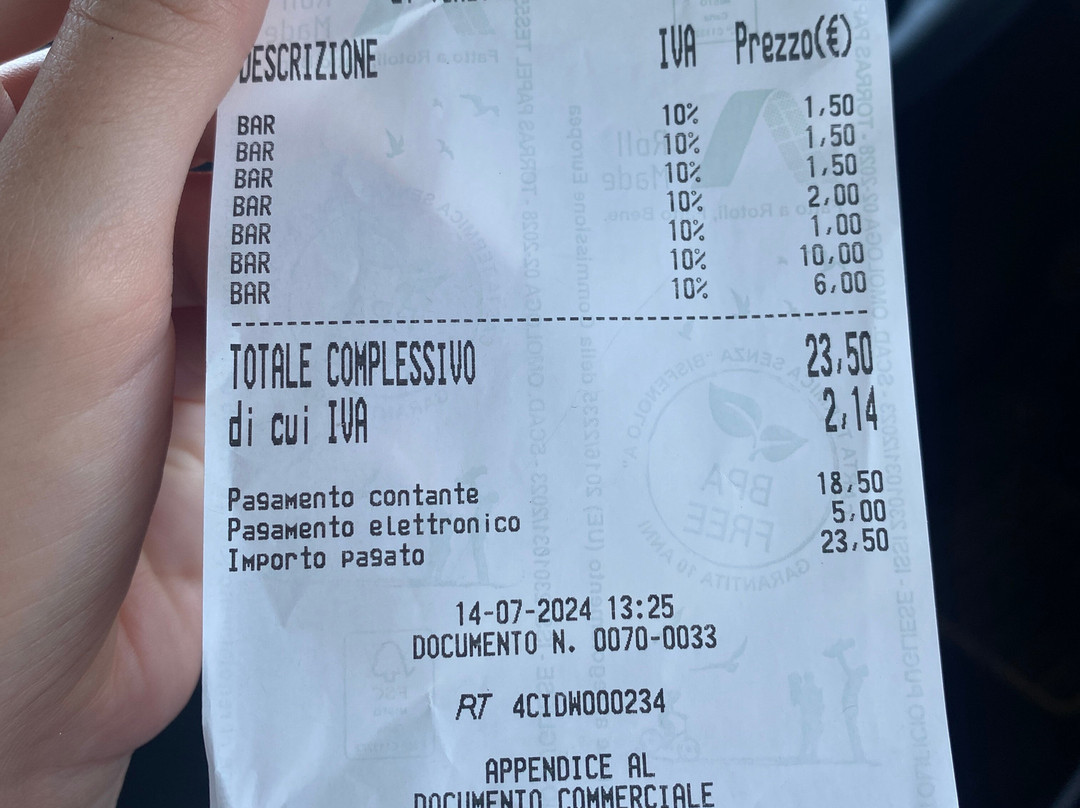 DESCRIZIONE IVA Prezzo(€)
BAR 10% 1,50
BAR 10% 1,50
BAR 10% 1,50
BAR 10% 2,00
BAR 10% 1,00
BAR 10% 10,00
BAR 10% 6,00
TOTALE COMPLESSIVO 23,50
di cui IVA 2,14
Pagamento contante 18,50
Pagamento elettronico 5,00
Importo pagato 23,50
14-07-2024 13:25
DOCUMENTO N. 0070-0033
RT 4CIDW000234
APPENDICE AL
DOCUMENTO COMMERCIALE
BPA
FREE